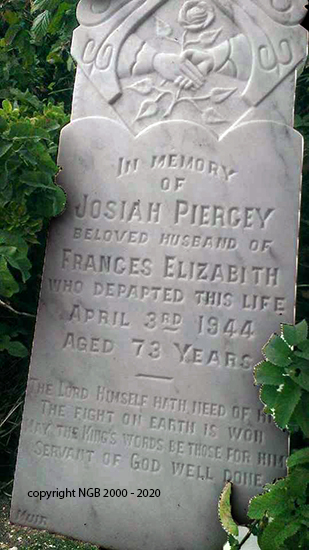 IN MEMORY
OF
JOSIAH PIERCEY
BELOVED HUSBAND OF
FRANCES ELIZABITH
WHO DEPARTED THIS LIFE
APRIL 3RD 1944
AGED 73 YEARS
THE LORD HIMSELF HATH NEED OF HIM
THE FIGHT ON EARTH IS WON
MAY THE KING'S WORDS BE THOSE FOR HIM
SERVANT OF GOD WELL DONE
copyright NGB 2000 - 2020
MUIR